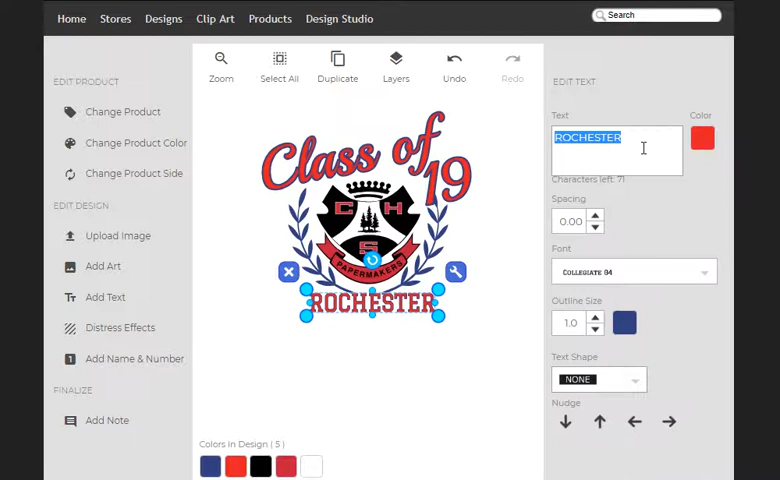 Home Stores Designs Clip Art Products Design Studio Search
Zoom Select All Duplicate Layers Undo Redo
EDIT PRODUCT
Change Product
Change Product Color
Change Product Side
EDIT DESIGN
Upload Image
Add Art
Add Text
Distress Effects
Add Name & Number
FINALIZE
Add Note
Class of
19
C H
S
PAPERMAKERS
ROCHESTER
Colors In Design ( 5 )
EDIT TEXT
Text Color
ROCHESTER
Characters left: 71
Spacing
0.00
Font
COLLEGIATE 94
Outline Size
1.0
Text Shape
NONE
Nudge